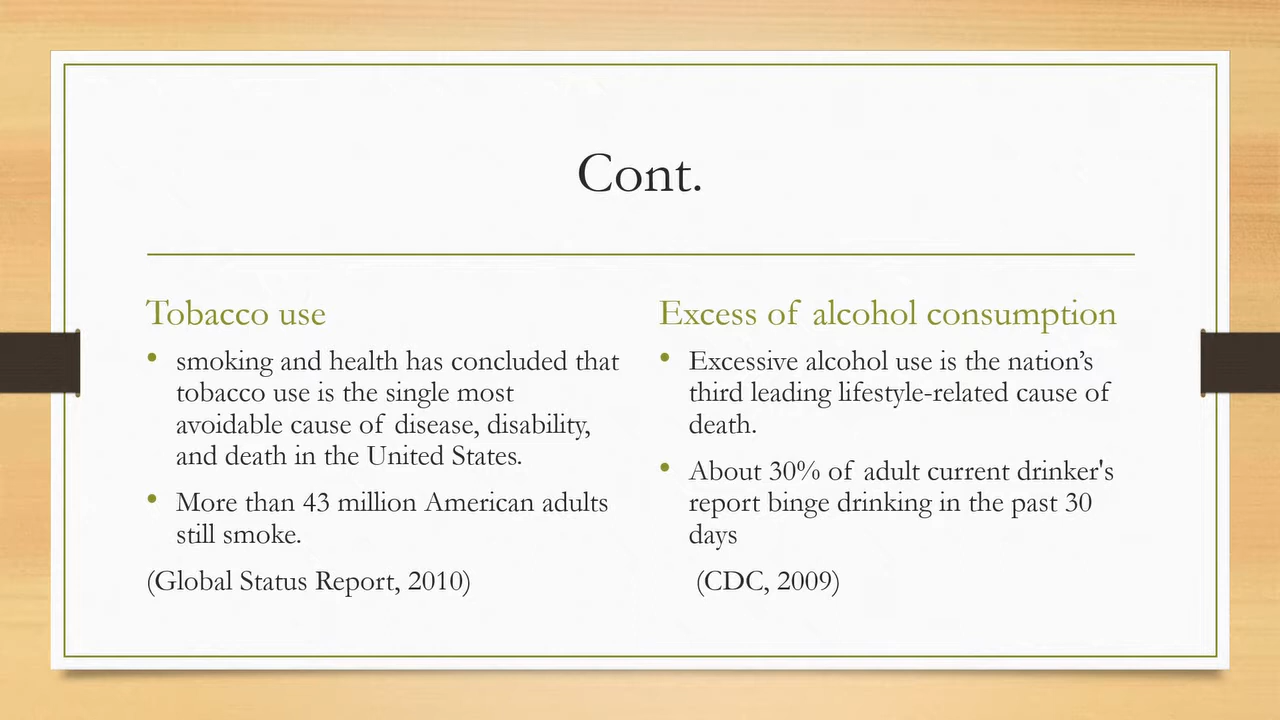 Cont.
Tobacco use
• smoking and health has concluded that
tobacco use is the single most
avoidable cause of disease, disability,
and death in the United States.
• More than 43 million American adults
still smoke.
(Global Status Report, 2010)
Excess of alcohol consumption
• Excessive alcohol use is the nation’s
third leading lifestyle-related cause of
death.
• About 30% of adult current drinker's
report binge drinking in the past 30
days
(CDC, 2009)